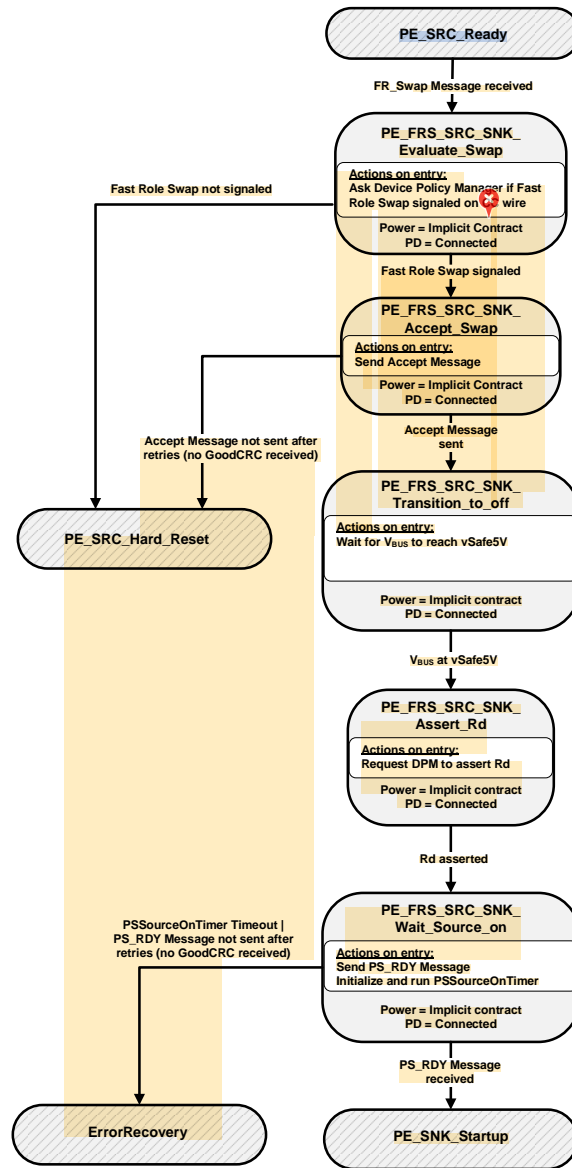 PE_SRC_Ready
FR_Swap Message received
PE_FRS_SRC_SNK_
Evaluate_Swap
Actions on entry:
Ask Device Policy Manager if Fast
Role Swap signaled on wire
Power = Implicit Contract
PD = Connected
Fast Role Swap not signaled
Fast Role Swap signaled
PE_FRS_SRC_SNK_
Accept_Swap
Actions on entry:
Send Accept Message
Power = Implicit Contract
PD = Connected
Accept Message not sent after
retries (no GoodCRC received)
Accept Message
sent
PE_SRC_Hard_Reset
PE_FRS_SRC_SNK_
Transition_to_off
Actions on entry:
Wait for VBUS to reach vSafe5V
Power = Implicit contract
PD = Connected
VBUS at vSafe5V
PE_FRS_SRC_SNK_
Assert_Rd
Actions on entry:
Request DPM to assert Rd
Power = Implicit contract
PD = Connected
Rd asserted
PE_FRS_SRC_SNK_
Wait_Source_on
Actions on entry:
Send PS_RDY Message
Initialize and run PSSourceOnTimer
Power = Implicit contract
PD = Connected
PSSourceOnTimer Timeout |
PS_RDY Message not sent after
retries (no GoodCRC received)
PS_RDY Message
received
ErrorRecovery
PE_SNK_Startup